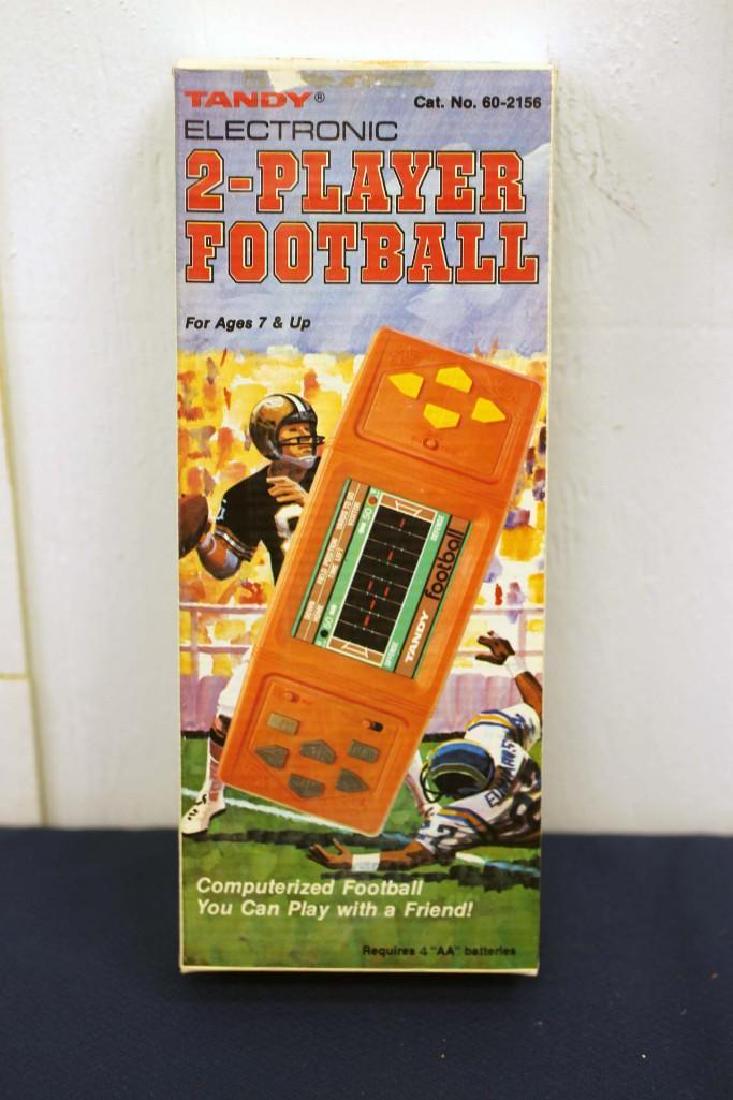 TANDY®
Cat. No. 60-2156
ELECTRONIC
2-PLAYER
FOOTBALL
For Ages 7 & Up
TANDY football
EDWARDS
Computerized Football
You Can Play with a Friend!
Requires 4 "AA" batteries